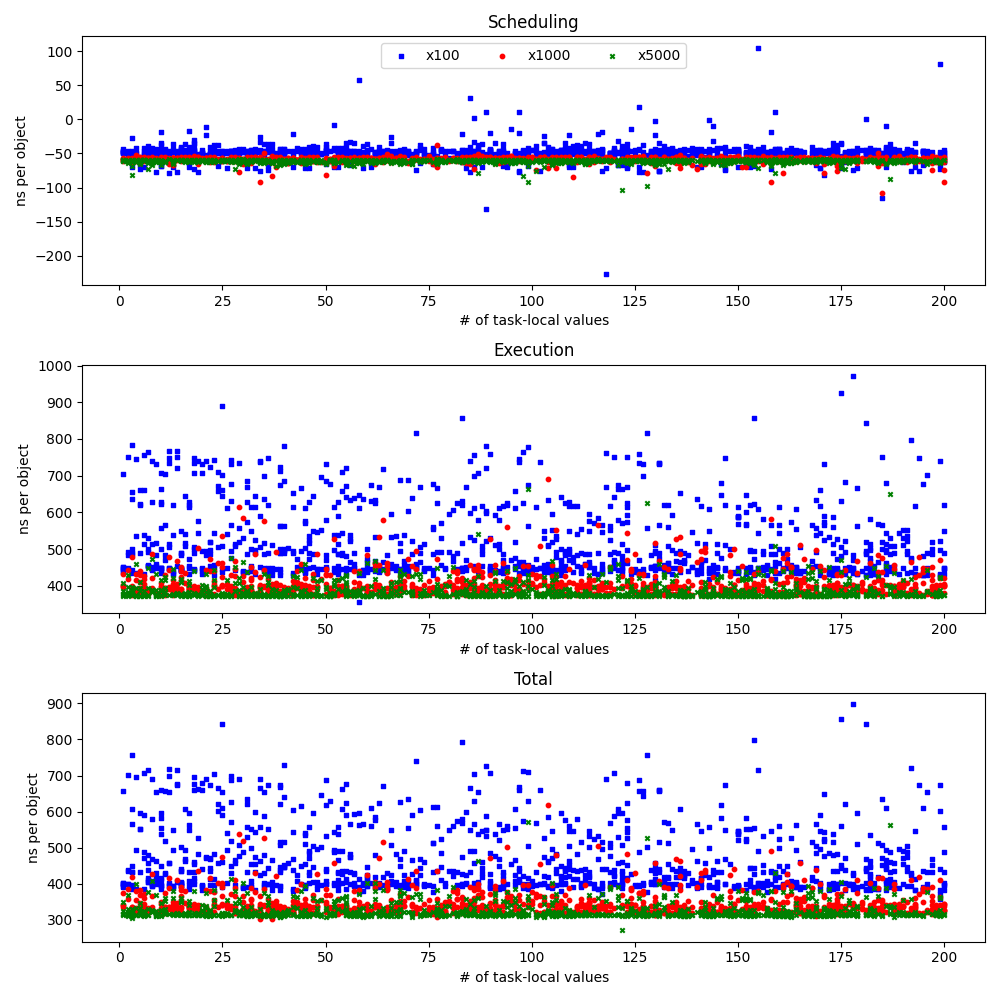 Scheduling
x100 x1000 x5000
ns per object
100
50
0
−50
−100
−150
−200
0 25 50 75 100 125 150 175 200
# of task-local values
Execution
ns per object
1000
900
800
700
600
500
400
0 25 50 75 100 125 150 175 200
# of task-local values
Total
ns per object
900
800
700
600
500
400
300
0 25 50 75 100 125 150 175 200
# of task-local values